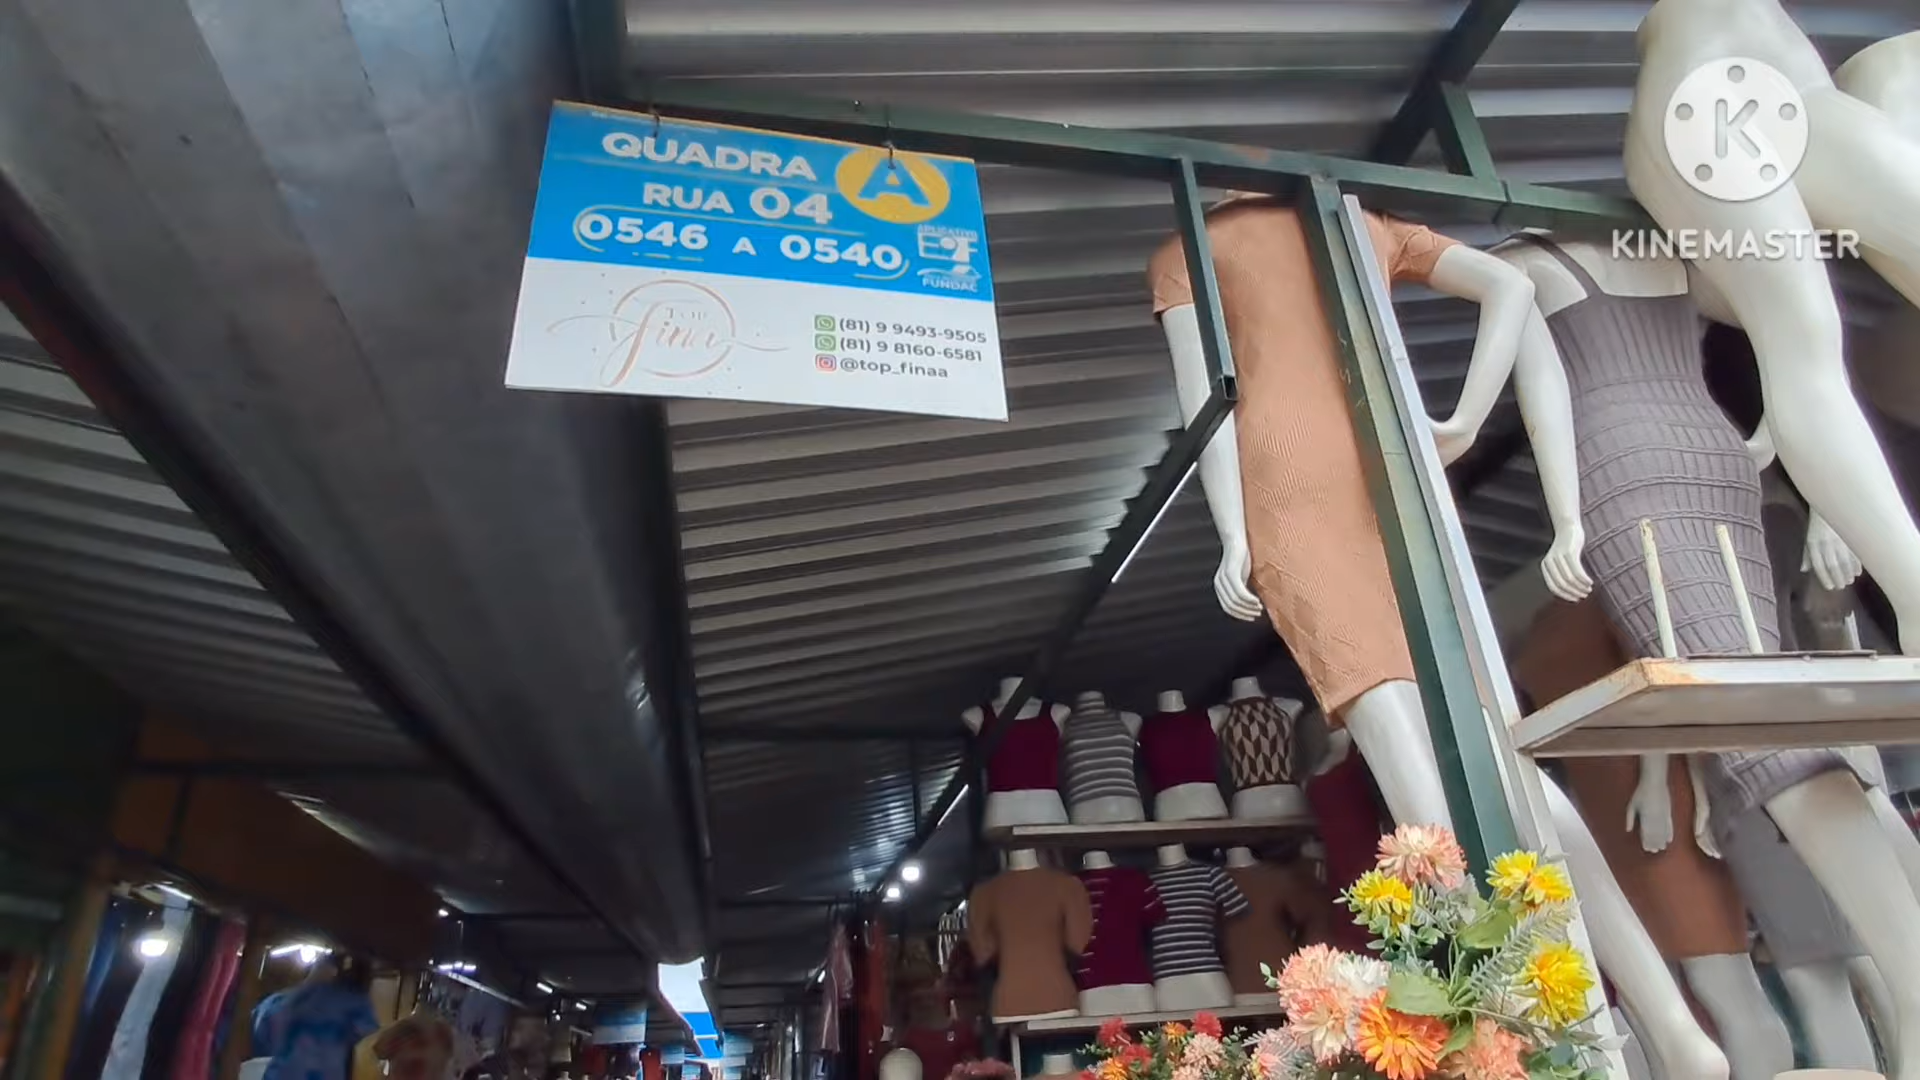 QUADRA A
RUA 04
0546 A 0540
APLICATIVO
FUNDAC
TOP
fina
(81) 9 9493-9505
(81) 9 8160-6581
@top_finaa
K
KINEMASTER